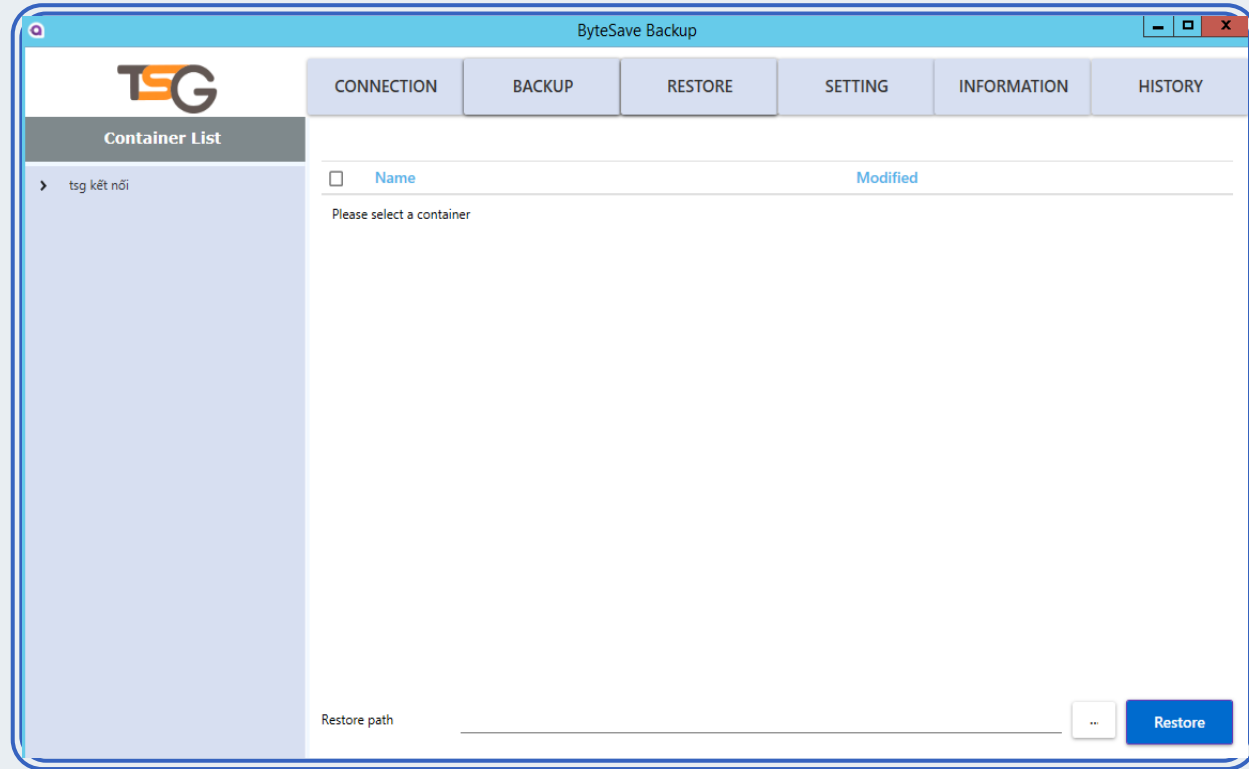 ByteSave Backup
TSG
CONNECTION BACKUP RESTORE SETTING INFORMATION HISTORY
Container List
tsg kết nối
Name Modified
Please select a container
Restore path ... Restore